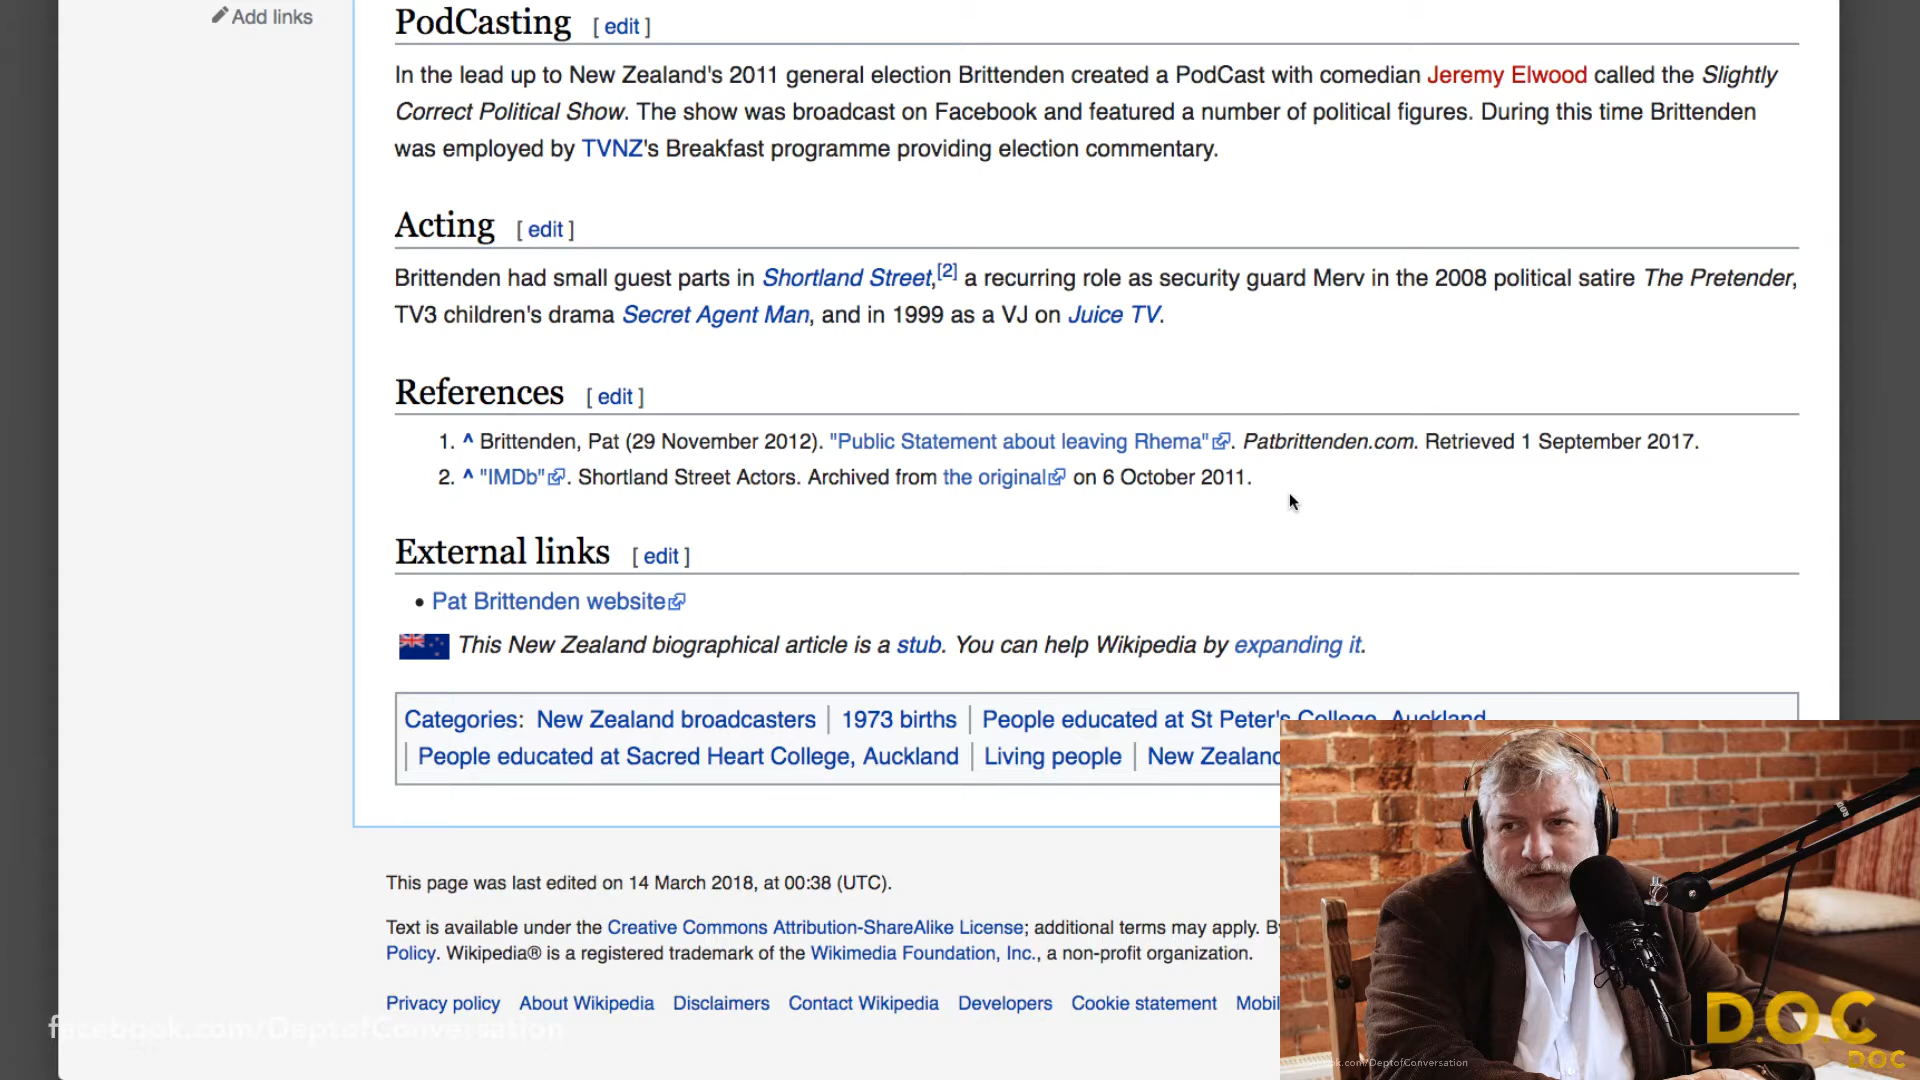 Add links
PodCasting [ edit ]
In the lead up to New Zealand's 2011 general election Brittenden created a PodCast with comedian Jeremy Elwood called the Slightly
Correct Political Show. The show was broadcast on Facebook and featured a number of political figures. During this time Brittenden
was employed by TVNZ's Breakfast programme providing election commentary.
Acting [ edit ]
Brittenden had small guest parts in Shortland Street,[2] a recurring role as security guard Merv in the 2008 political satire The Pretender,
TV3 children's drama Secret Agent Man, and in 1999 as a VJ on Juice TV.
References [ edit ]
1. ^ Brittenden, Pat (29 November 2012). "Public Statement about leaving Rhema". Patbrittenden.com. Retrieved 1 September 2017.
2. ^ "IMDb". Shortland Street Actors. Archived from the original on 6 October 2011.
External links [ edit ]
• Pat Brittenden website
This New Zealand biographical article is a stub. You can help Wikipedia by expanding it.
Categories: New Zealand broadcasters | 1973 births | People educated at St Peter's College, Auckland
| People educated at Sacred Heart College, Auckland | Living people | New Zealand
This page was last edited on 14 March 2018, at 00:38 (UTC).
Text is available under the Creative Commons Attribution-ShareAlike License; additional terms may apply.
Policy. Wikipedia® is a registered trademark of the Wikimedia Foundation, Inc., a non-profit organization.
Privacy policy About Wikipedia Disclaimers Contact Wikipedia Developers Cookie statement
facebook.com/DeptofConversation
D.O.C
DOC
.com/DeptofConversation